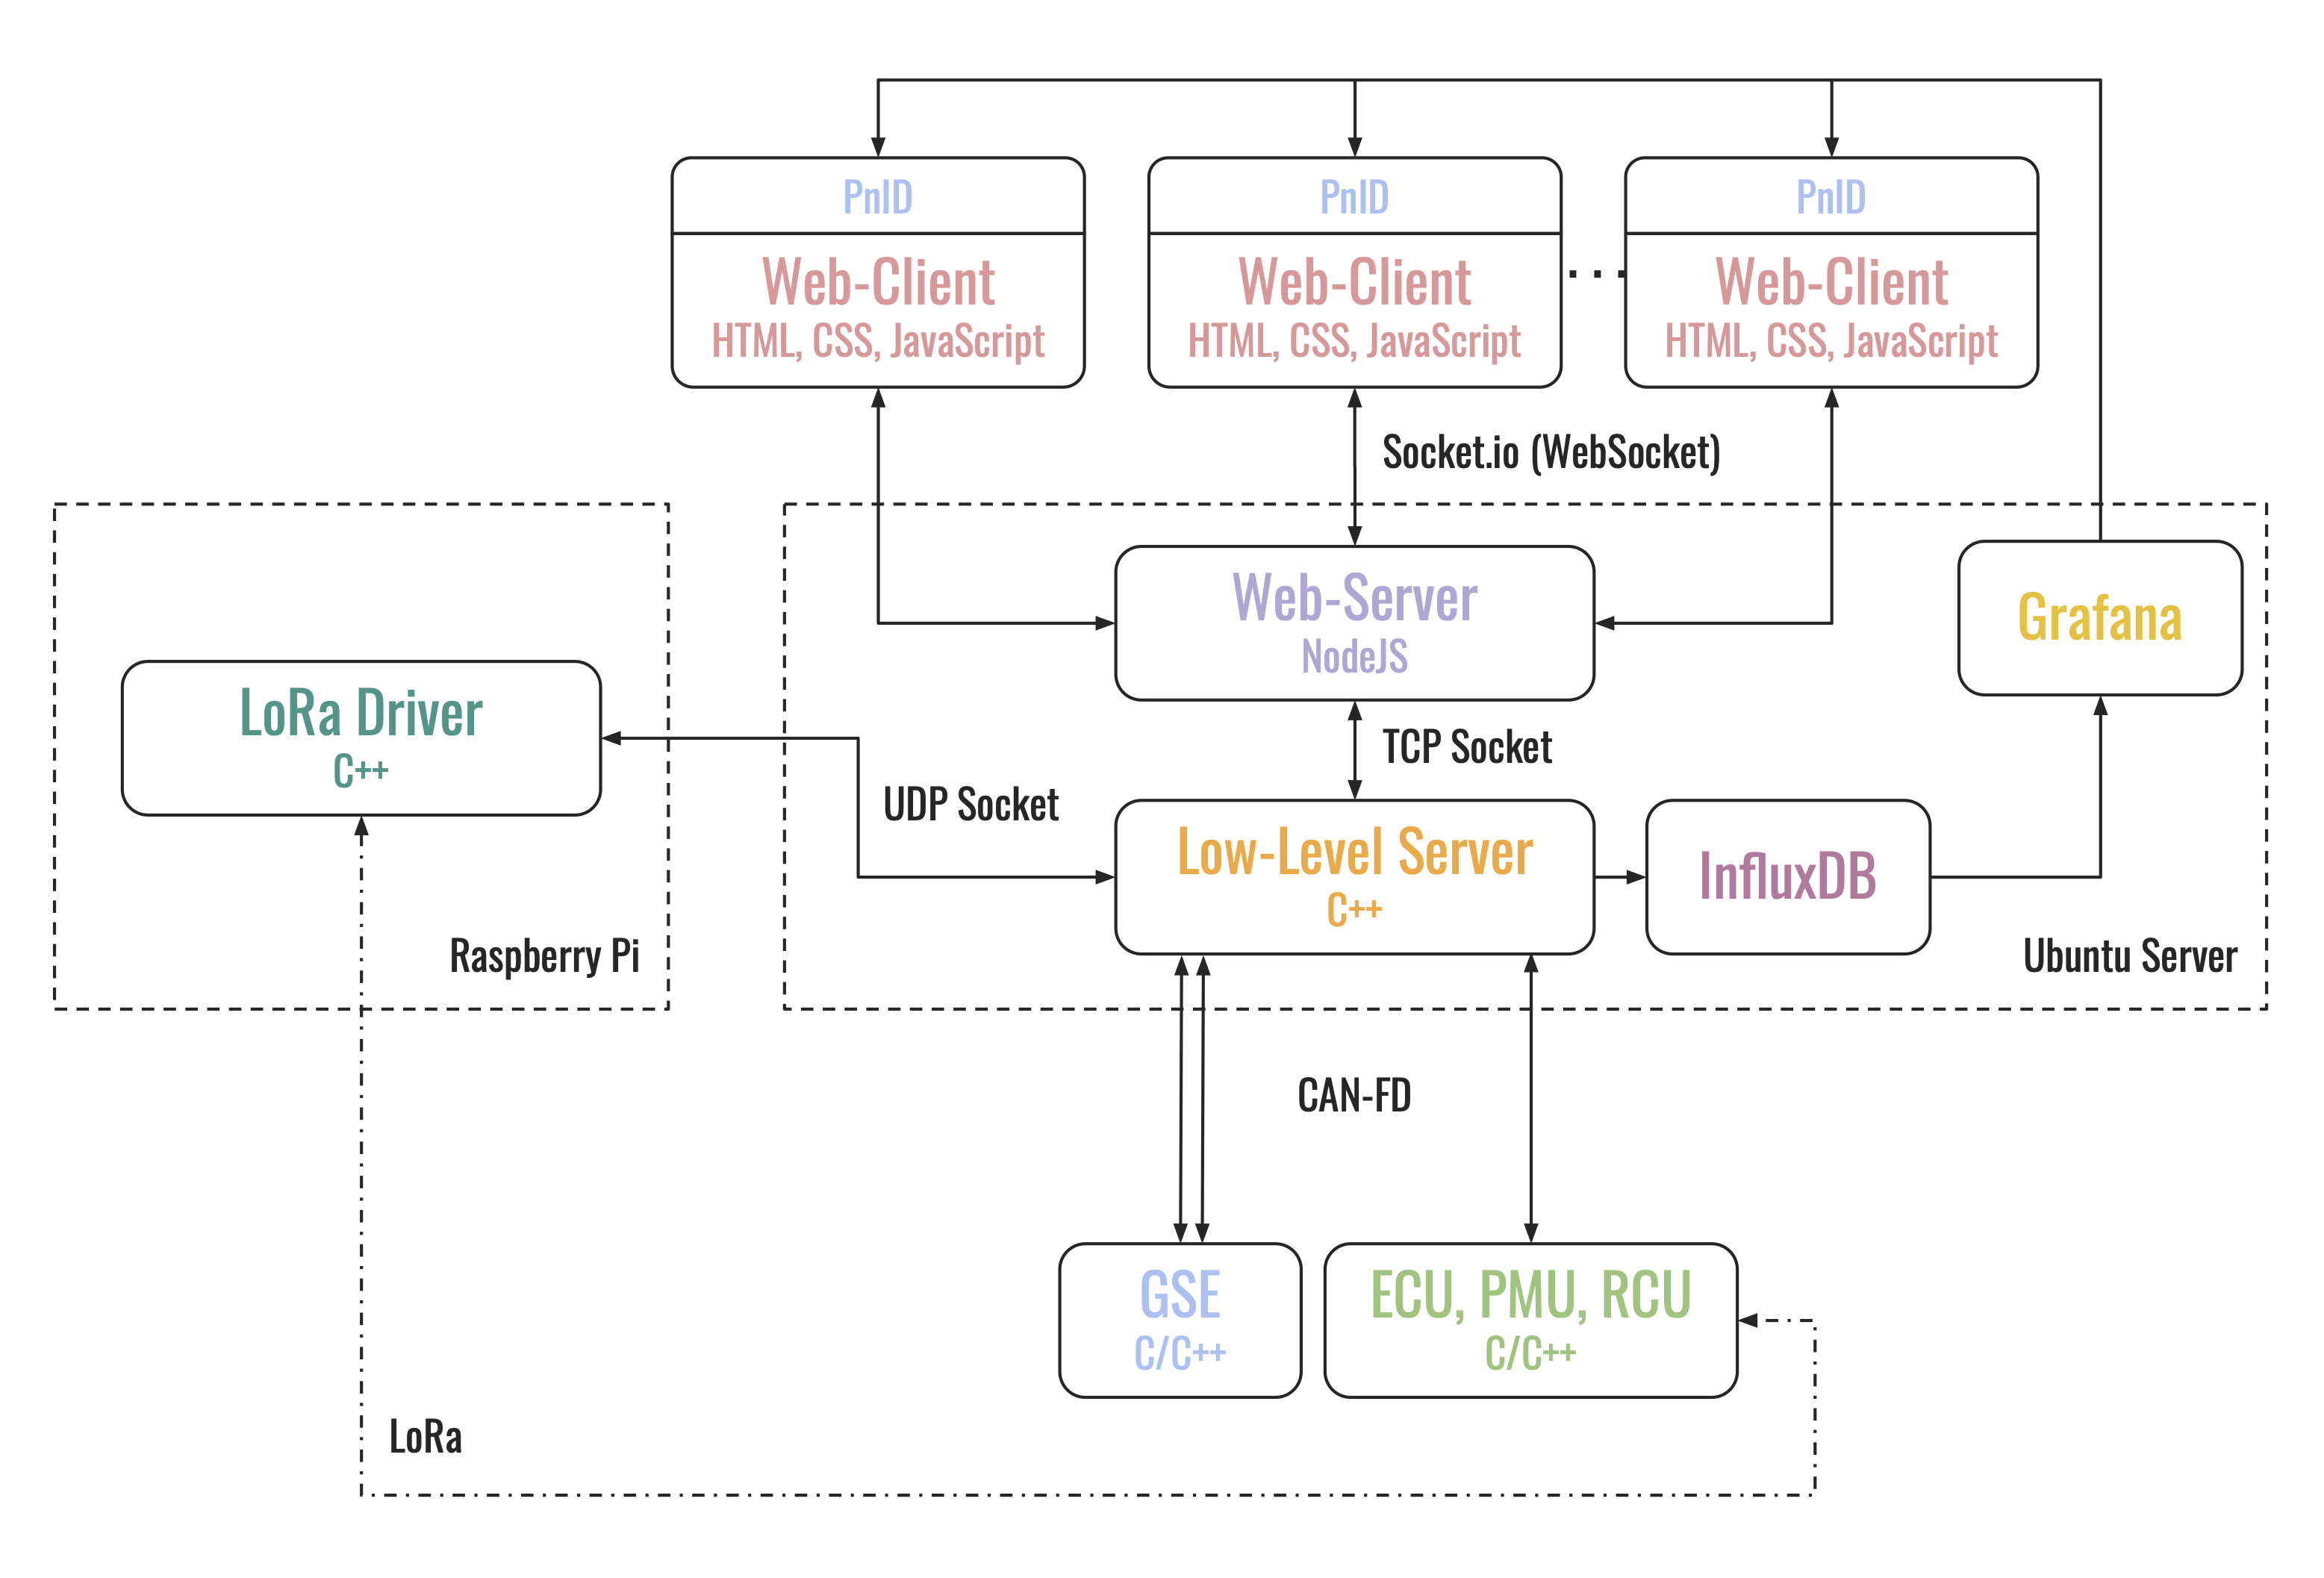 PnID
Web-Client
HTML, CSS, JavaScript
PnID
Web-Client
HTML, CSS, JavaScript
...
PnID
Web-Client
HTML, CSS, JavaScript
Socket.io (WebSocket)
Web-Server
NodeJS
Grafana
LoRa Driver
C++
TCP Socket
UDP Socket
Low-Level Server
C++
InfluxDB
Raspberry Pi
Ubuntu Server
CAN-FD
GSE
C/C++
ECU, PMU, RCU
C/C++
LoRa